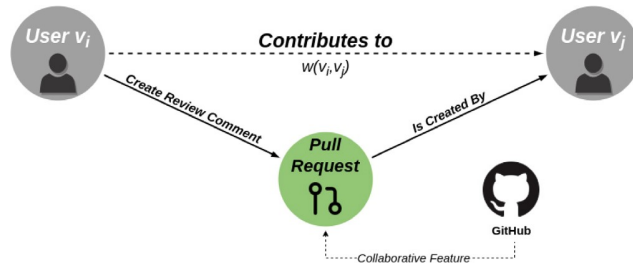 User vi
Contributes to
User vj
w(vi,vj)
Create Review Comment
Is Created By
Pull
Request
GitHub
Collaborative Feature